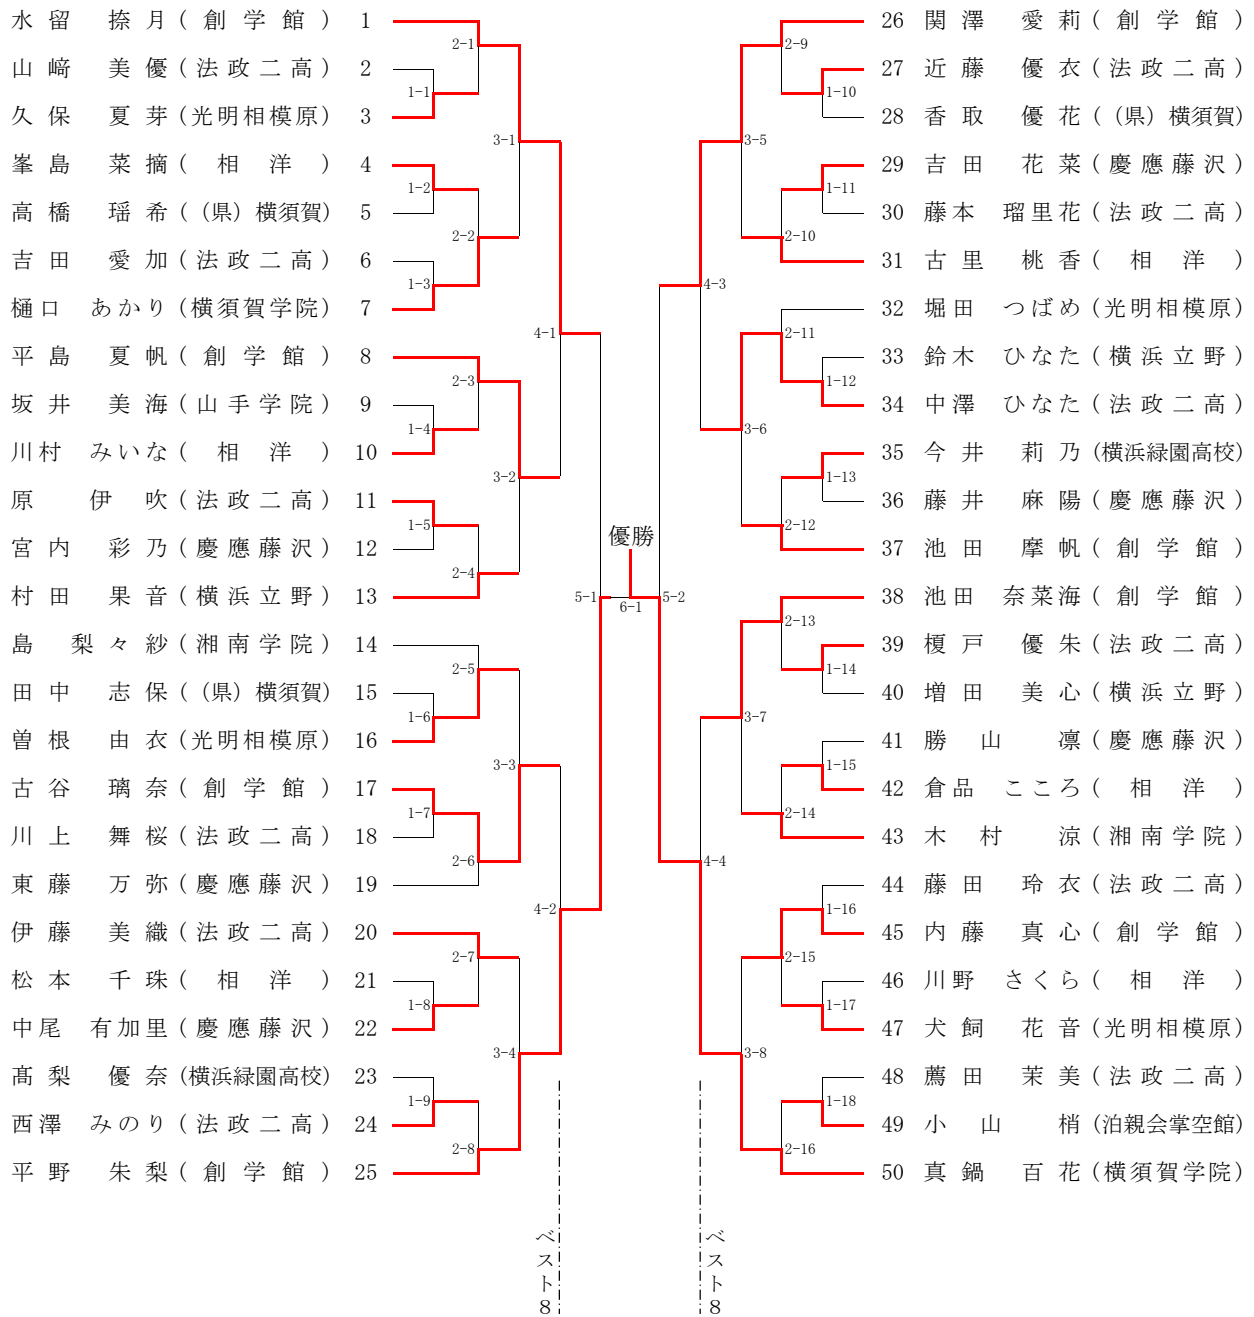 水留 捺月 (創学館) 1
山﨑 美優 (法政二高) 2
久保 夏芽 (光明相模原) 3
峯島 菜摘 (相洋) 4
高橋 瑶希 ((県)横須賀) 5
吉田 愛加 (法政二高) 6
樋口 あかり (横須賀学院) 7
平島 夏帆 (創学館) 8
坂井 美海 (山手学院) 9
川村 みいな (相洋) 10
原 伊吹 (法政二高) 11
宮内 彩乃 (慶應藤沢) 12
村田 果音 (横浜立野) 13
島 梨々紗 (湘南学院) 14
田中 志保 ((県)横須賀) 15
曽根 由衣 (光明相模原) 16
古谷 璃奈 (創学館) 17
川上 舞桜 (法政二高) 18
東藤 万弥 (慶應藤沢) 19
伊藤 美織 (法政二高) 20
松本 千珠 (相洋) 21
中尾 有加里 (慶應藤沢) 22
髙梨 優奈 (横浜緑園高校) 23
西澤 みのり (法政二高) 24
平野 朱梨 (創学館) 25
1-1
1-2
1-3
1-4
1-5
1-6
1-7
1-8
1-9
2-1
2-2
2-3
2-4
2-5
2-6
2-7
2-8
3-1
3-2
3-3
3-4
4-1
4-2
5-1
優勝
6-1
5-2
4-3
4-4
3-5
3-6
3-7
3-8
2-9
2-10
2-11
2-12
2-13
2-14
2-15
2-16
1-10
1-11
1-12
1-13
1-14
1-15
1-16
1-17
1-18
26 関澤 愛莉 (創学館)
27 近藤 優衣 (法政二高)
28 香取 優花 ((県)横須賀)
29 吉田 花菜 (慶應藤沢)
30 藤本 瑠里花 (法政二高)
31 古里 桃香 (相洋)
32 堀田 つばめ (光明相模原)
33 鈴木 ひなた (横浜立野)
34 中澤 ひなた (法政二高)
35 今井 莉乃 (横浜緑園高校)
36 藤井 麻陽 (慶應藤沢)
37 池田 摩帆 (創学館)
38 池田 奈菜海 (創学館)
39 榎戸 優朱 (法政二高)
40 増田 美心 (横浜立野)
41 勝山 凛 (慶應藤沢)
42 倉品 こころ (相洋)
43 木村 涼 (湘南学院)
44 藤田 玲衣 (法政二高)
45 内藤 真心 (創学館)
46 川野 さくら (相洋)
47 犬飼 花音 (光明相模原)
48 薦田 茉美 (法政二高)
49 小山 梢 (泊親会掌空館)
50 真鍋 百花 (横須賀学院)
ベスト8
ベスト8